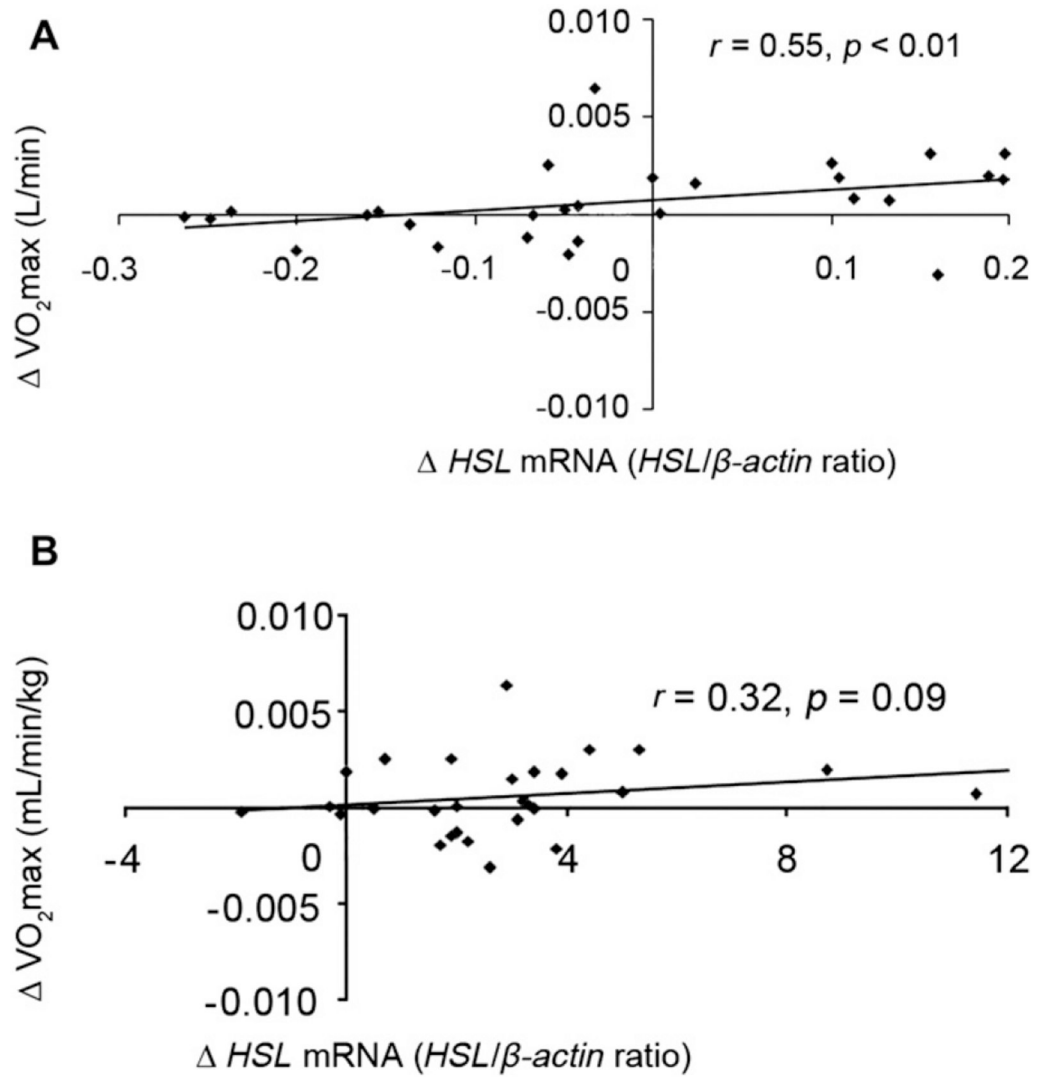 A
0.010
r = 0.55, p < 0.01
0.005
Δ VO₂max (L/min)
-0.3 -0.2 -0.1 0 0.1 0.2
-0.005
-0.010
Δ HSL mRNA (HSL/β-actin ratio)
B
0.010
r = 0.32, p = 0.09
0.005
Δ VO₂max (mL/min/kg)
-4 0 4 8 12
-0.005
-0.010
Δ HSL mRNA (HSL/β-actin ratio)